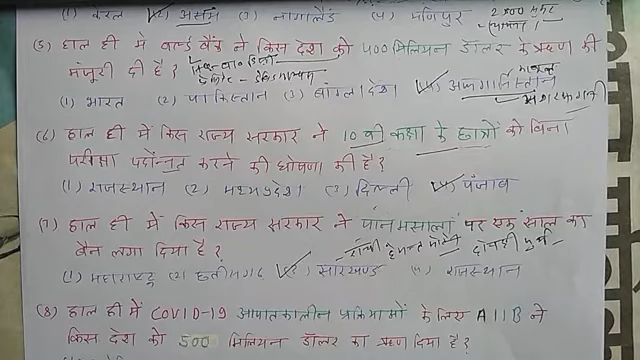 (1) केरल (2) असम (3) नागालैंड (4) मणिपुर
(5) हाल ही में वर्ल्ड बैंक ने किस देश को 400 मिलियन डॉलर के ऋण की
मंजूरी दी है?
(1) भारत (2) पाकिस्तान (3) बांग्लादेश (4) अफगानिस्तान
(6) हाल ही में किस राज्य सरकार ने 10 वी कक्षा के छात्रों को बिना
परीक्षा पदोन्नत करने की घोषणा की है?
(1) राजस्थान (2) मध्यप्रदेश (3) दिल्ली (4) पंजाब
(7) हाल ही में किस राज्य सरकार ने पानमसाला पर एक साल का
बैन लगा दिया है?
(1) महाराष्ट्र (2) छत्तीसगढ़ (3) झारखण्ड (4) राजस्थान
(8) हाल ही में COVID-19 आपातकालीन प्रक्रियाओं के लिए AIIB ने
किस देश को 500 मिलियन डॉलर का ऋण दिया है?